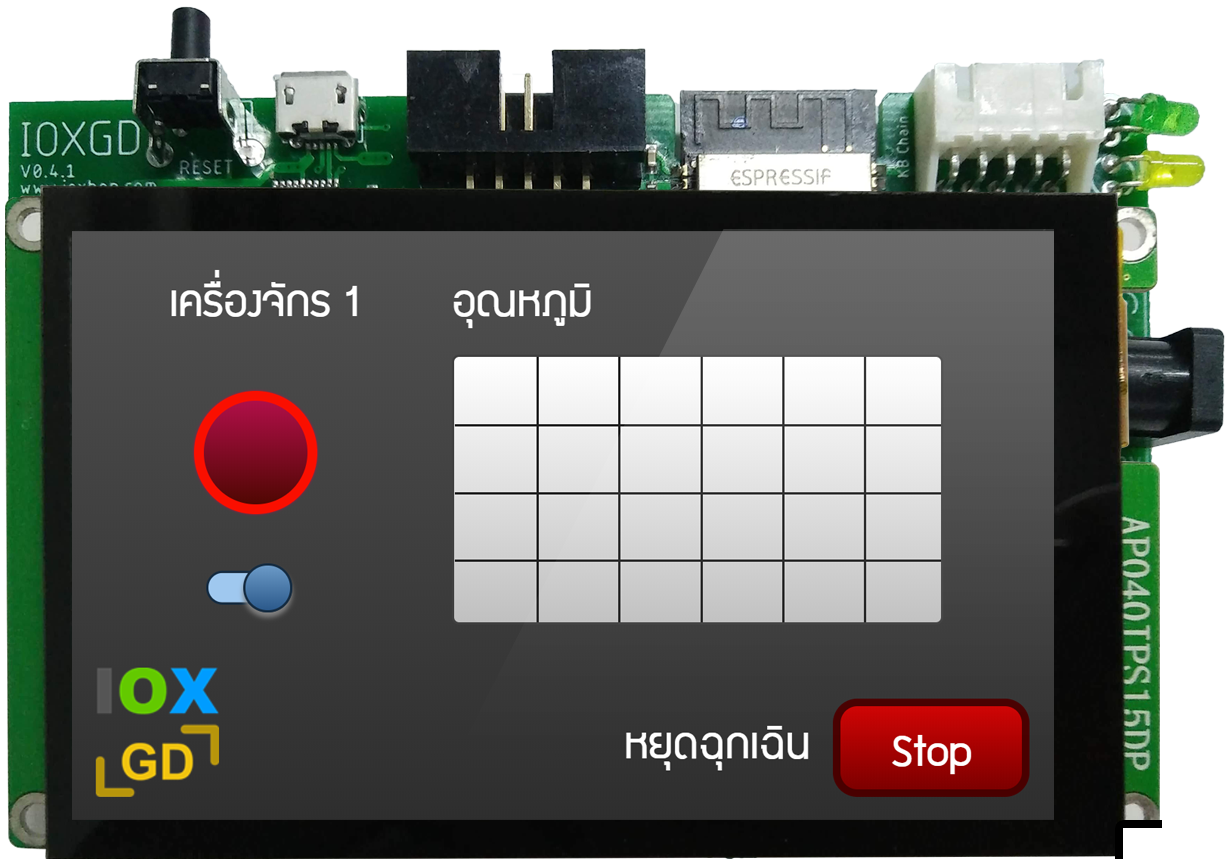 IOXGD
V0.4.1
RESET
ESPRESSIF
KB Chain
เครื่องจักร 1
อุณหภูมิ
AP040TPS15DP
IOX
GD
หยุดฉุกเฉิน
Stop